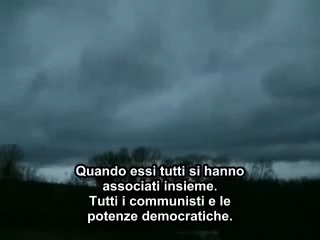 Quando essi tutti si hanno
associati insieme.
Tutti i communisti e le
potenze democratiche.